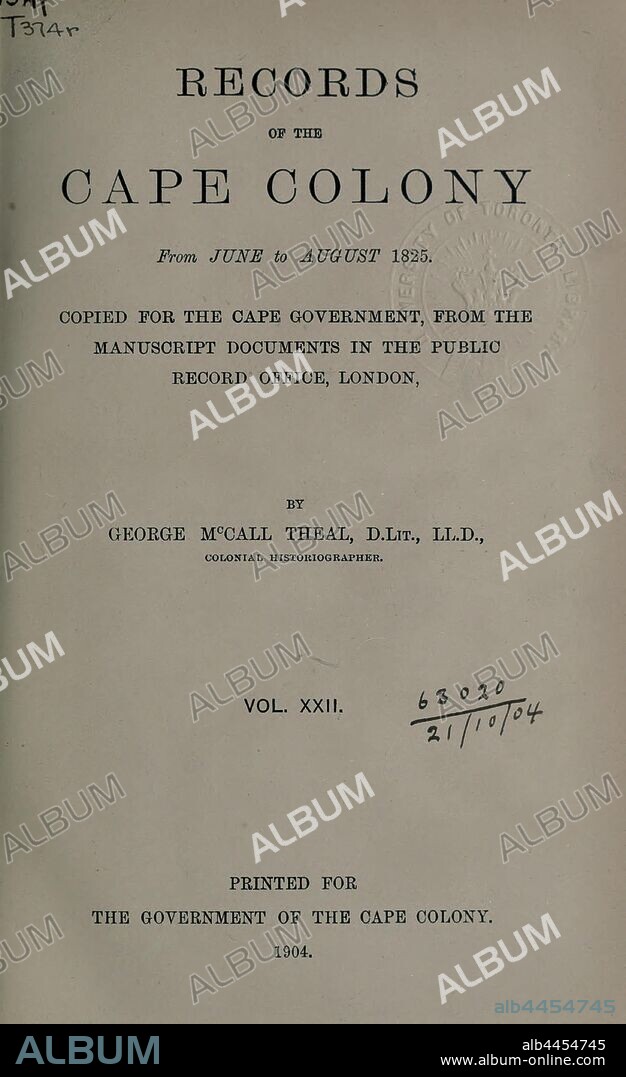 T374r
RECORDS
OF THE
CAPE COLONY
From JUNE to AUGUST 1825.
COPIED FOR THE CAPE GOVERNMENT, FROM THE
MANUSCRIPT DOCUMENTS IN THE PUBLIC
RECORD OFFICE, LONDON,
BY
GEORGE McCALL THEAL, D.LIT., LL.D.,
COLONIAL HISTORIOGRAPHER.
VOL. XXII.
63020
21/10/04
PRINTED FOR
THE GOVERNMENT OF THE CAPE COLONY.
1904.
alb4454745
ALBUM
alb4454745
www.album-online.com